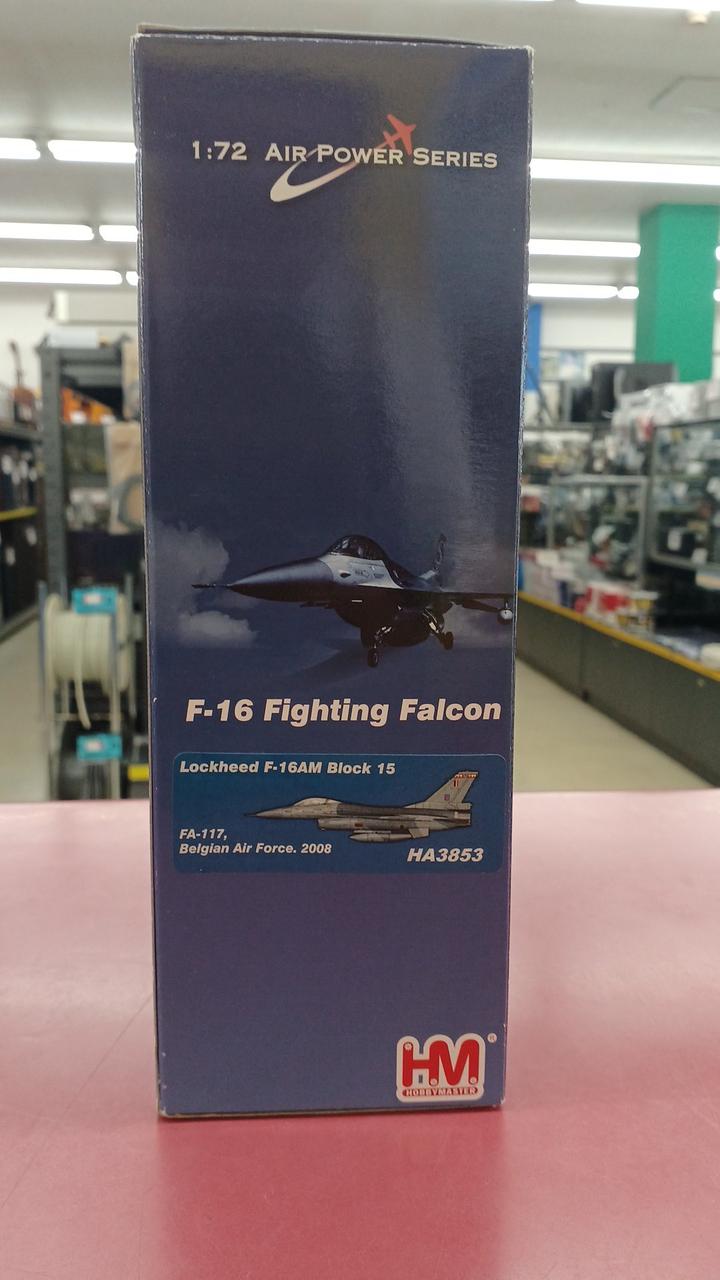 1:72 AIR POWER SERIES
F-16 Fighting Falcon
Lockheed F-16AM Block 15
FA-117,
Belgian Air Force. 2008
HA3853
HM®
HOBBYMASTER